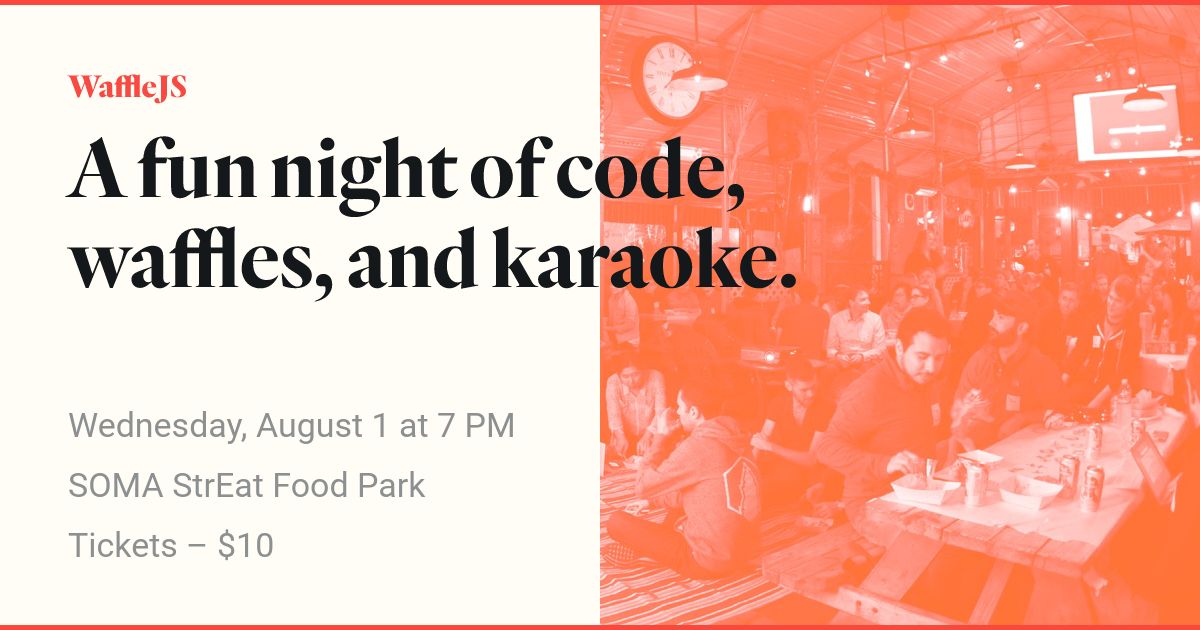 WaffleJS
A fun night of code,
waffles, and karaoke.
Wednesday, August 1 at 7 PM
SOMA StrEat Food Park
Tickets – $10